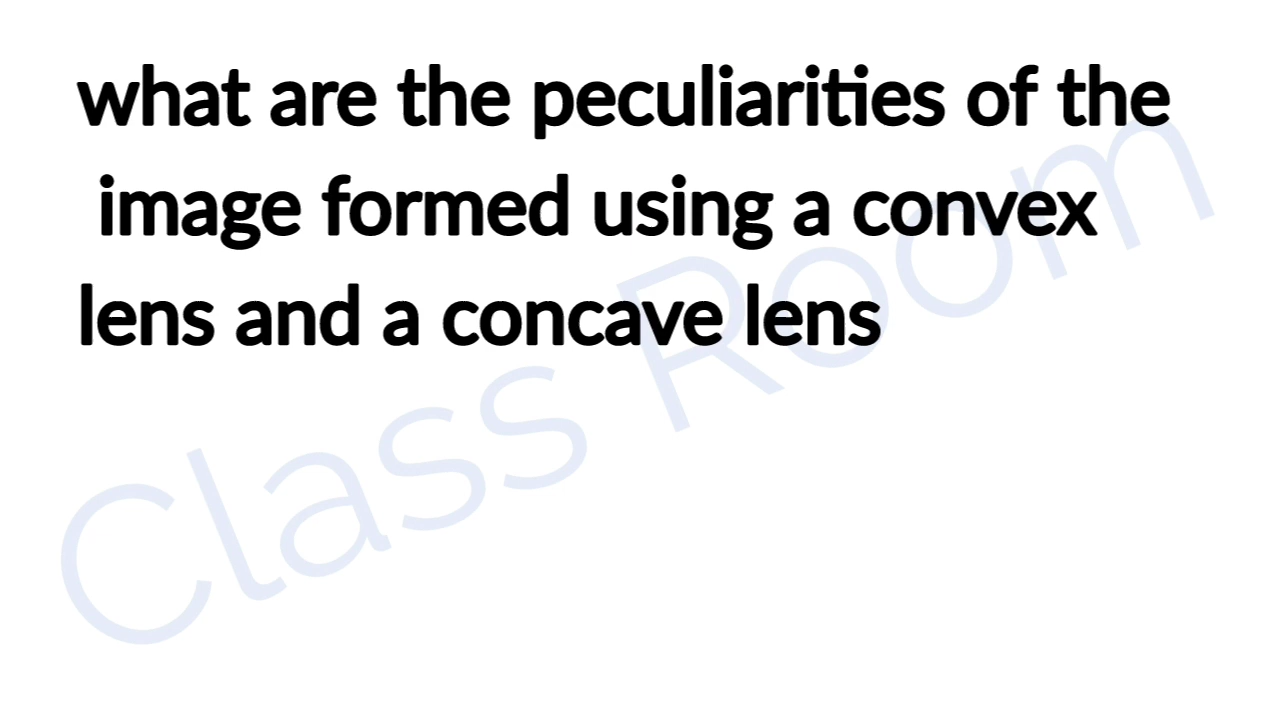 what are the peculiarities of the
image formed using a convex
lens and a concave lens
Class Room